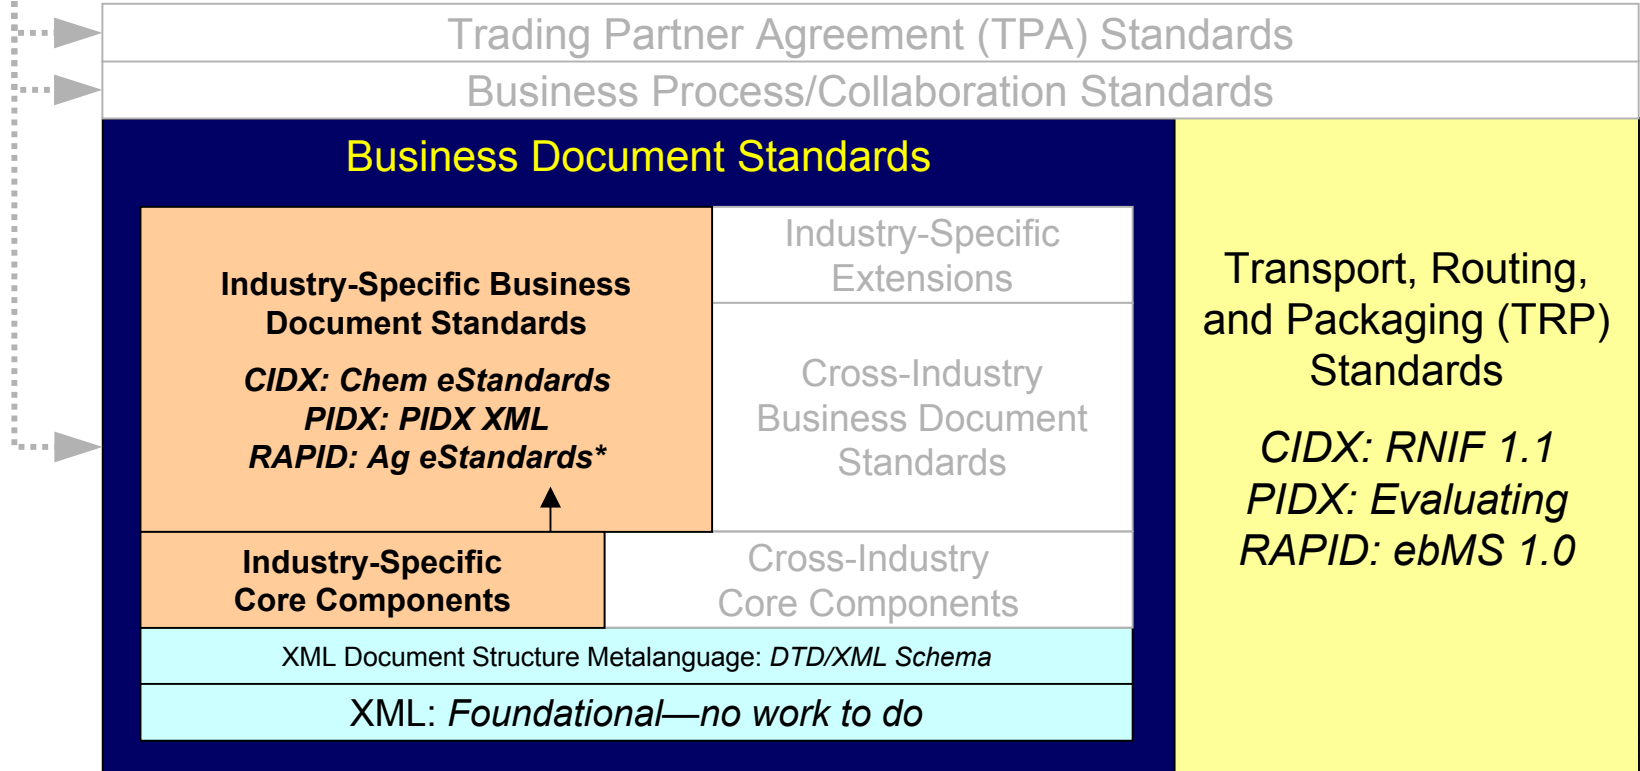 Trading Partner Agreement (TPA) Standards
Business Process/Collaboration Standards
Business Document Standards
Industry-Specific Business
Document Standards
CIDX: Chem eStandards
PIDX: PIDX XML
RAPID: Ag eStandards*
Industry-Specific
Extensions
Cross-Industry
Business Document
Standards
Industry-Specific
Core Components
Cross-Industry
Core Components
XML Document Structure Metalanguage: DTD/XML Schema
XML: Foundational—no work to do
Transport, Routing,
and Packaging (TRP)
Standards
CIDX: RNIF 1.1
PIDX: Evaluating
RAPID: ebMS 1.0